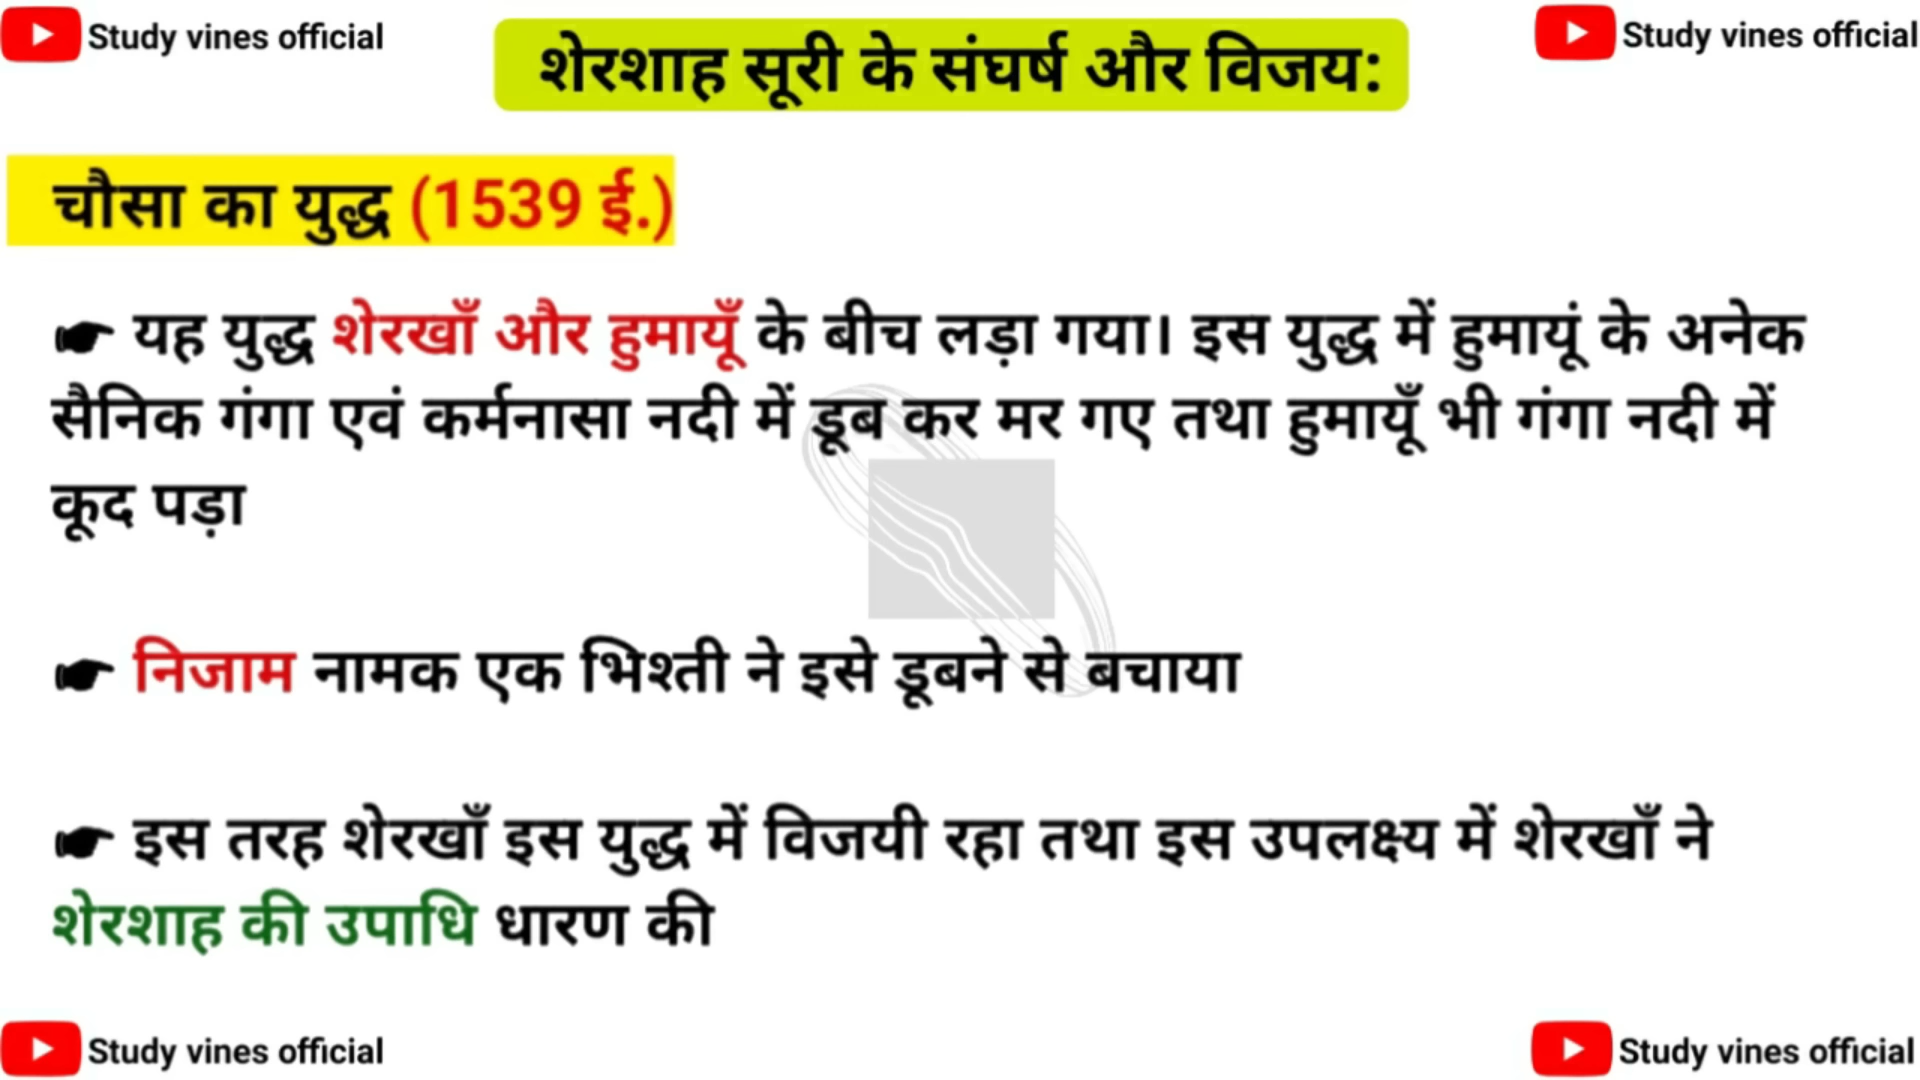 Study vines official
शेरशाह सूरी के संघर्ष और विजय:
Study vines official
चौसा का युद्ध (1539 ई.)
☛ यह युद्ध शेरखाँ और हुमायूँ के बीच लड़ा गया। इस युद्ध में हुमायूं के अनेक
सैनिक गंगा एवं कर्मनासा नदी में डूब कर मर गए तथा हुमायूँ भी गंगा नदी में
कूद पड़ा
☛ निजाम नामक एक भिश्ती ने इसे डूबने से बचाया
☛ इस तरह शेरखाँ इस युद्ध में विजयी रहा तथा इस उपलक्ष्य में शेरखाँ ने
शेरशाह की उपाधि धारण की
Study vines official
Study vines official